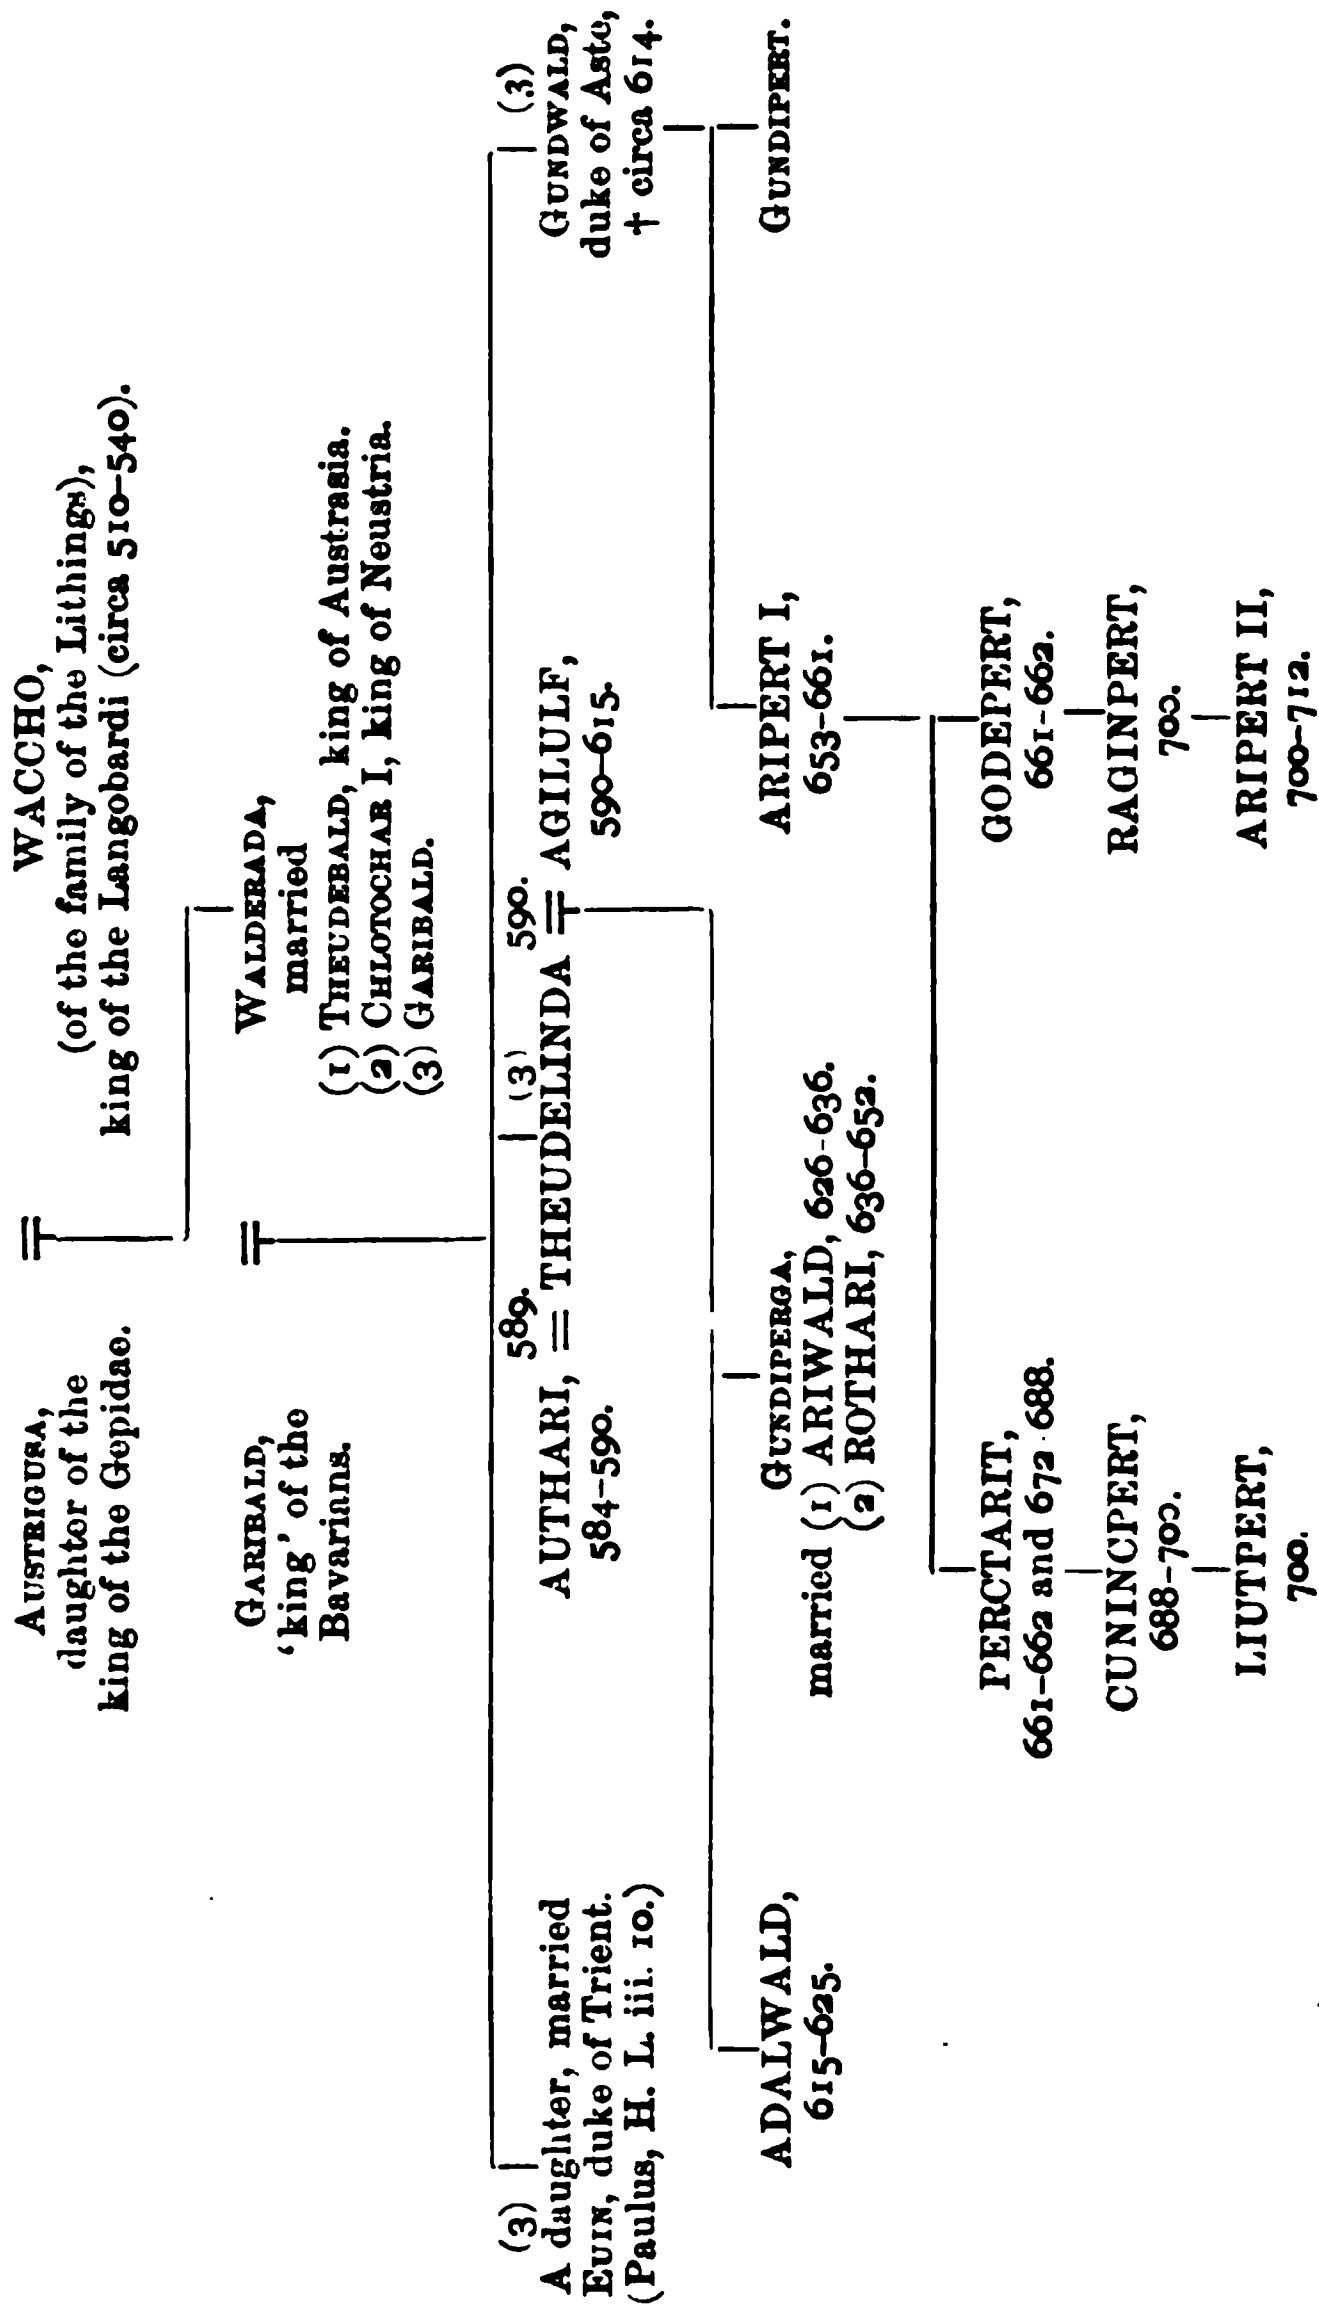 AUSTRIGUSA,
daughter of the
king of the Gepidae.
WACCHO,
(of the family of the Lithings),
king of the Langobardi (circa 510–540).
GARIBALD,
‘king’ of the
Bavarians.
WALDERADA,
married
(1) THEUDEBALD, king of Austrasia.
(2) CHLOTOCHAR I, king of Neustria.
(3) GARIBALD.
(3)
A daughter, married
EUIN, duke of Trient.
(Paulus, H. L. iii. 10.)
589. (3) 590.
AUTHARI, = THEUDELINDA = AGILULF,
584–590. 590–615.
(3)
GUNDWALD,
duke of Aste,
† circa 614.
ADALWALD,
615–625.
GUNDIPERGA,
married (1) ARIWALD, 626–636.
(2) ROTHARI, 636–652.
ARIPERT I,
653–661.
GUNDIPERT.
PERCTARIT,
661–662 and 672–688.
GODEPERT,
661–662.
CUNINCPERT,
688–700.
RAGINPERT,
700.
LIUTPERT,
700.
ARIPERT II,
700–712.